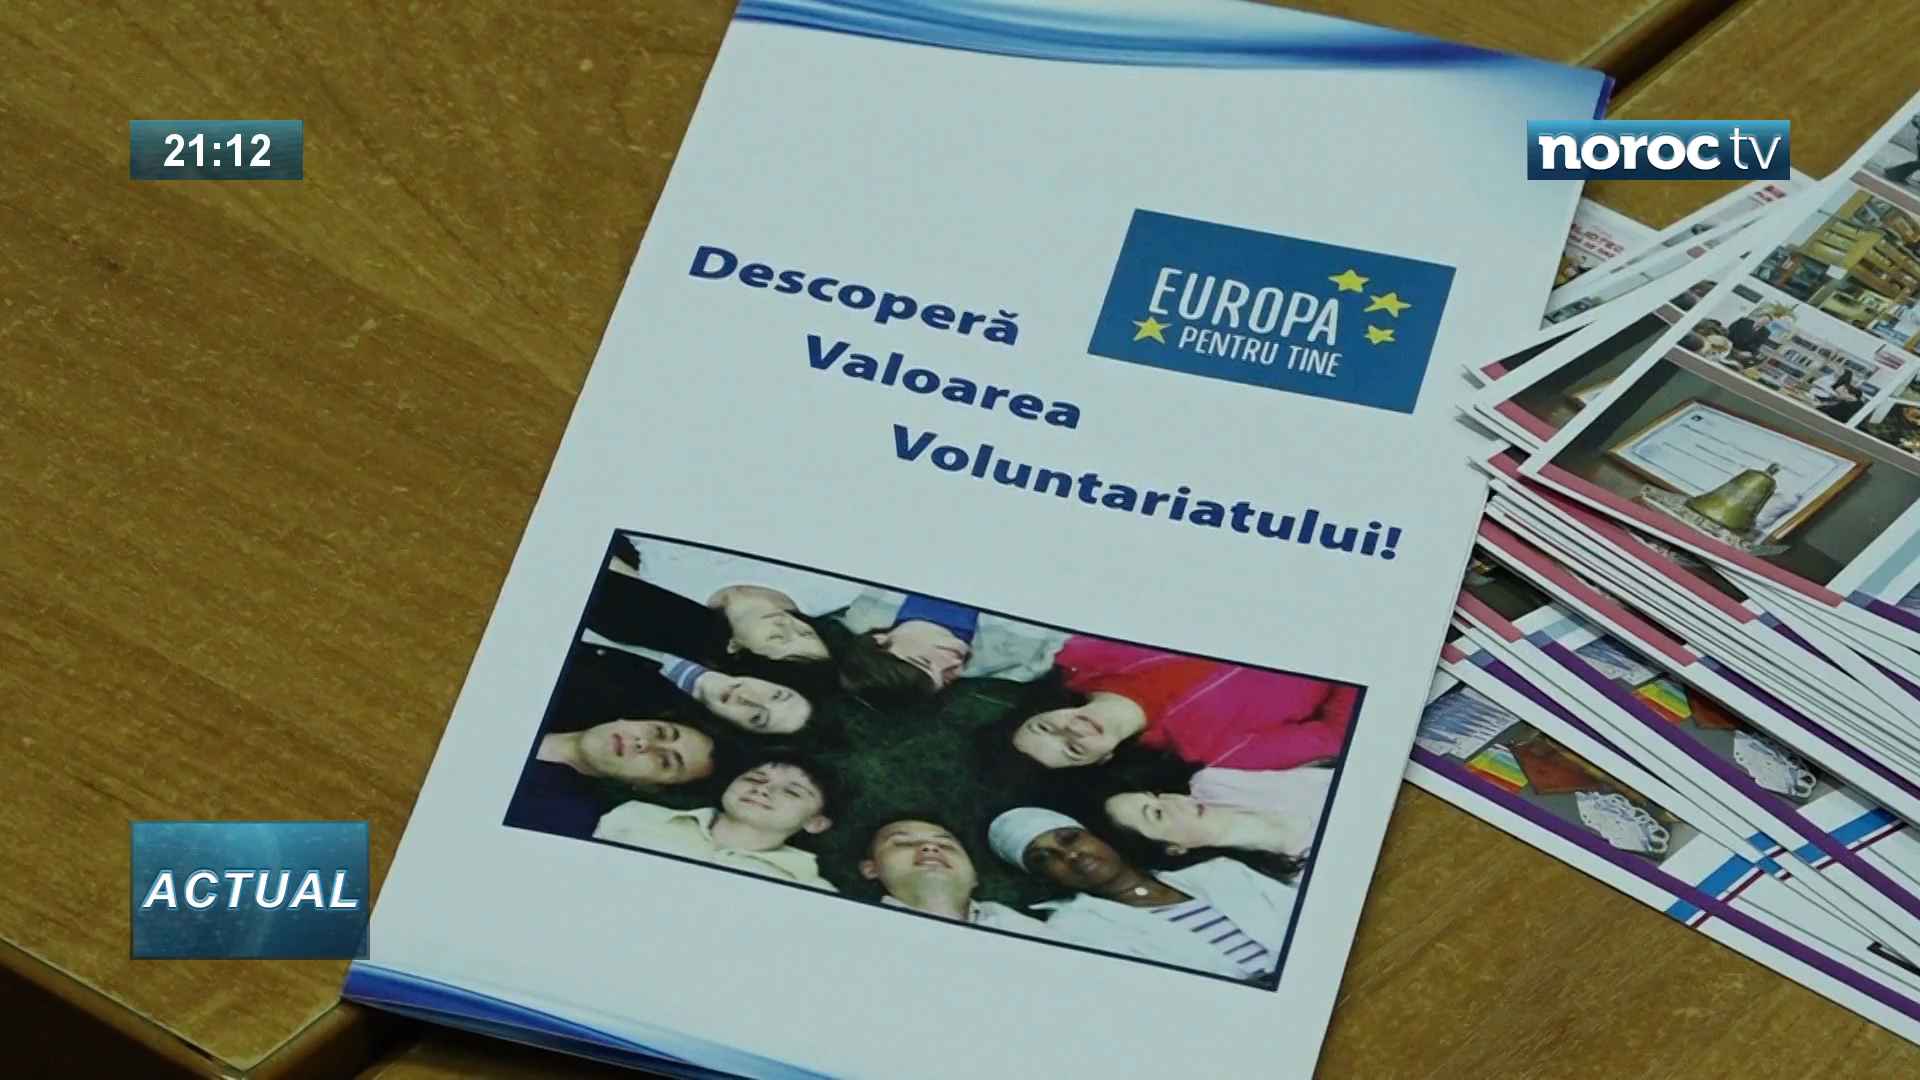 21:12
noroc tv
EUROPA
PENTRU TINE
Descoperă
Valoarea
Voluntariatului!
ACTUAL